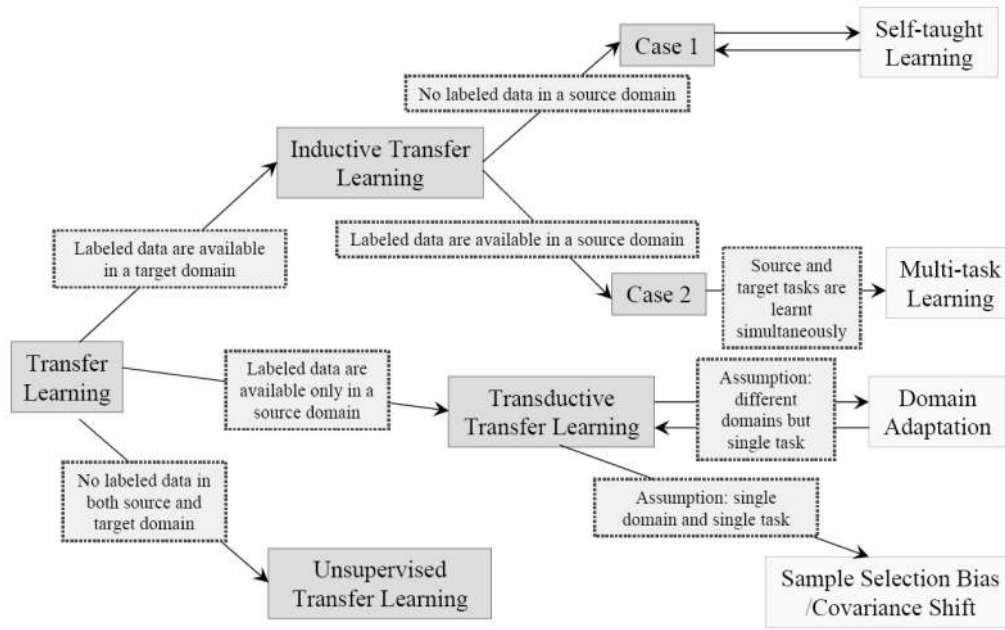 Case 1
Self-taught
Learning
No labeled data in a source domain
Inductive Transfer
Learning
Labeled data are available
in a target domain
Labeled data are available in a source domain
Case 2
Source and
target tasks are
learnt
simultaneously
Multi-task
Learning
Transfer
Learning
Labeled data are
available only in a
source domain
Transductive
Transfer Learning
Assumption:
different
domains but
single task
Domain
Adaptation
No labeled data in
both source and
target domain
Assumption: single
domain and single task
Unsupervised
Transfer Learning
Sample Selection Bias
/Covariance Shift